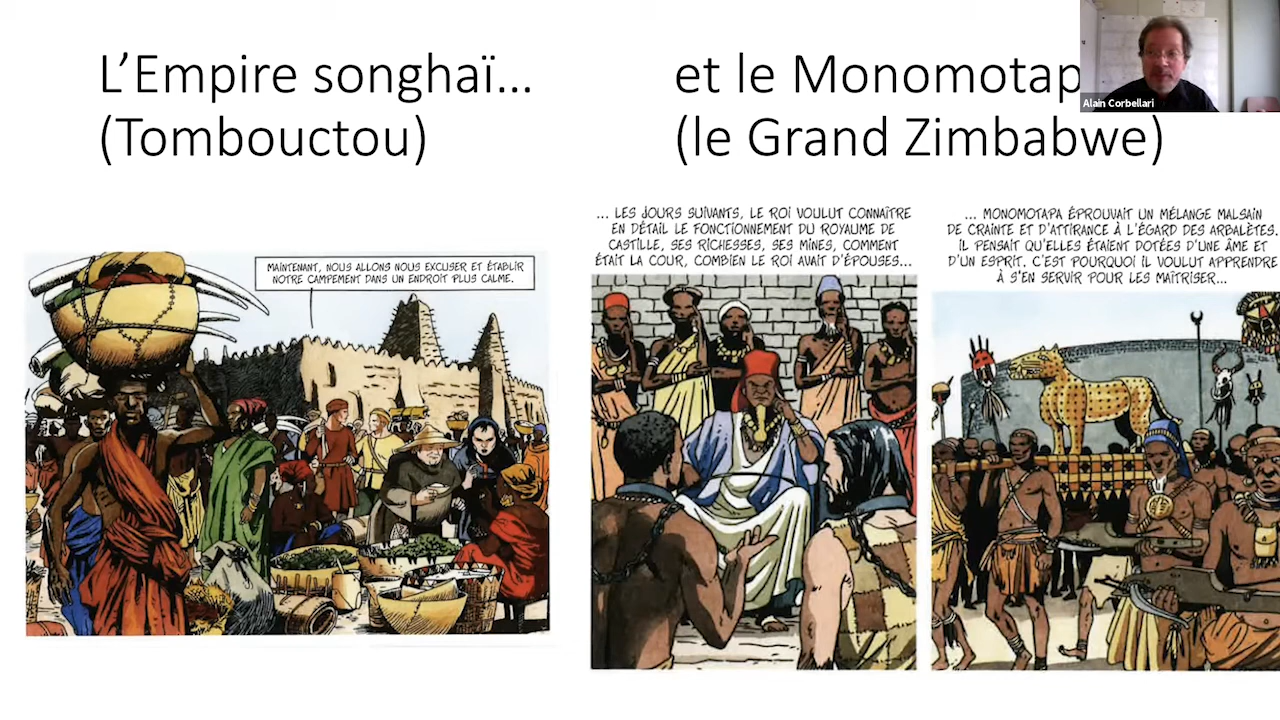 L’Empire songhaï…
(Tombouctou)
et le Monomotap
(le Grand Zimbabwe)
Alain Corbellari
MAINTENANT, NOUS ALLONS NOUS EXCUSER ET ÉTABLIR
NOTRE CAMPEMENT DANS UN ENDROIT PLUS CALME.
... LES JOURS SUIVANTS, LE ROI VOULUT CONNAÎTRE
EN DÉTAIL LE FONCTIONNEMENT DU ROYAUME DE
CASTILLE, SES RICHESSES, SES MINES, COMMENT
ÉTAIT LA COUR, COMBIEN LE ROI AVAIT D'ÉPOUSES...
... MONOMOTAPA ÉPROUVAIT UN MÉLANGE MALSAIN
DE CRAINTE ET D'ATTIRANCE À L'ÉGARD DES ARBALÈTES.
IL PENSAIT QU'ELLES ÉTAIENT DOTÉES D'UNE ÂME ET
D'UN ESPRIT. C'EST POURQUOI IL VOULUT APPRENDRE
À S'EN SERVIR POUR LES MAÎTRISER...